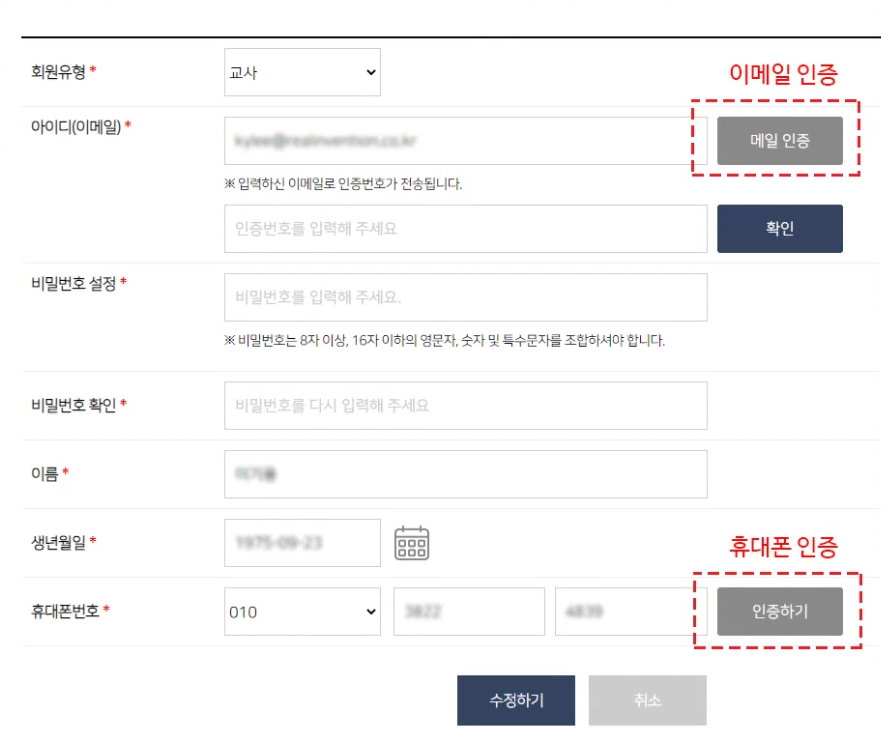 회원유형 *
교사
이메일 인증
아이디(이메일) *
메일 인증
※ 입력하신 이메일로 인증번호가 전송됩니다.
인증번호를 입력해 주세요
확인
비밀번호 설정 *
비밀번호를 입력해 주세요.
※ 비밀번호는 8자 이상, 16자 이하의 영문자, 숫자 및 특수문자를 조합하셔야 합니다.
비밀번호 확인 *
비밀번호를 다시 입력해 주세요
이름 *
생년월일 *
휴대폰 인증
휴대폰번호 *
010
인증하기
수정하기
취소